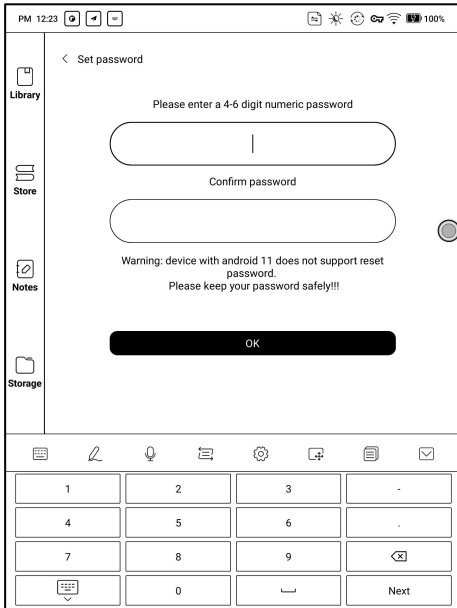 PM 12:23
100%
Set password
Library
Please enter a 4-6 digit numeric password
Store
Confirm password
Notes
Warning: device with android 11 does not support reset
password.
Please keep your password safely!!!
OK
Storage
1 2 3 -
4 5 6 .
7 8 9
0 Next